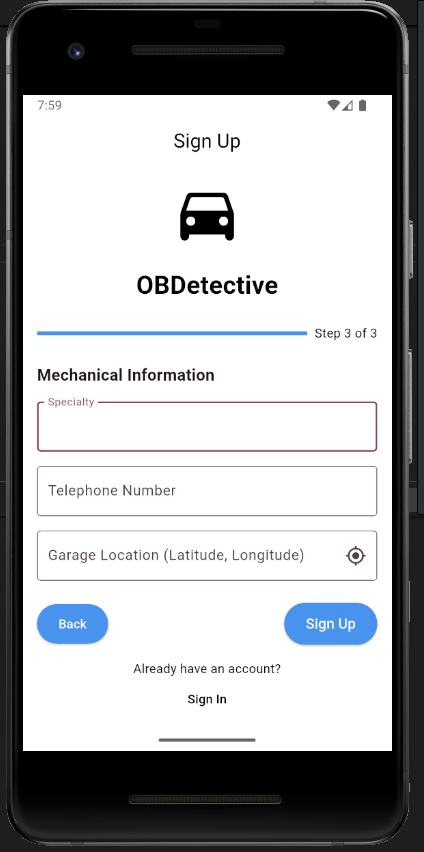 7:59
Sign Up
OBDetective
Step 3 of 3
Mechanical Information
Specialty
Telephone Number
Garage Location (Latitude, Longitude)
Back
Sign Up
Already have an account?
Sign In